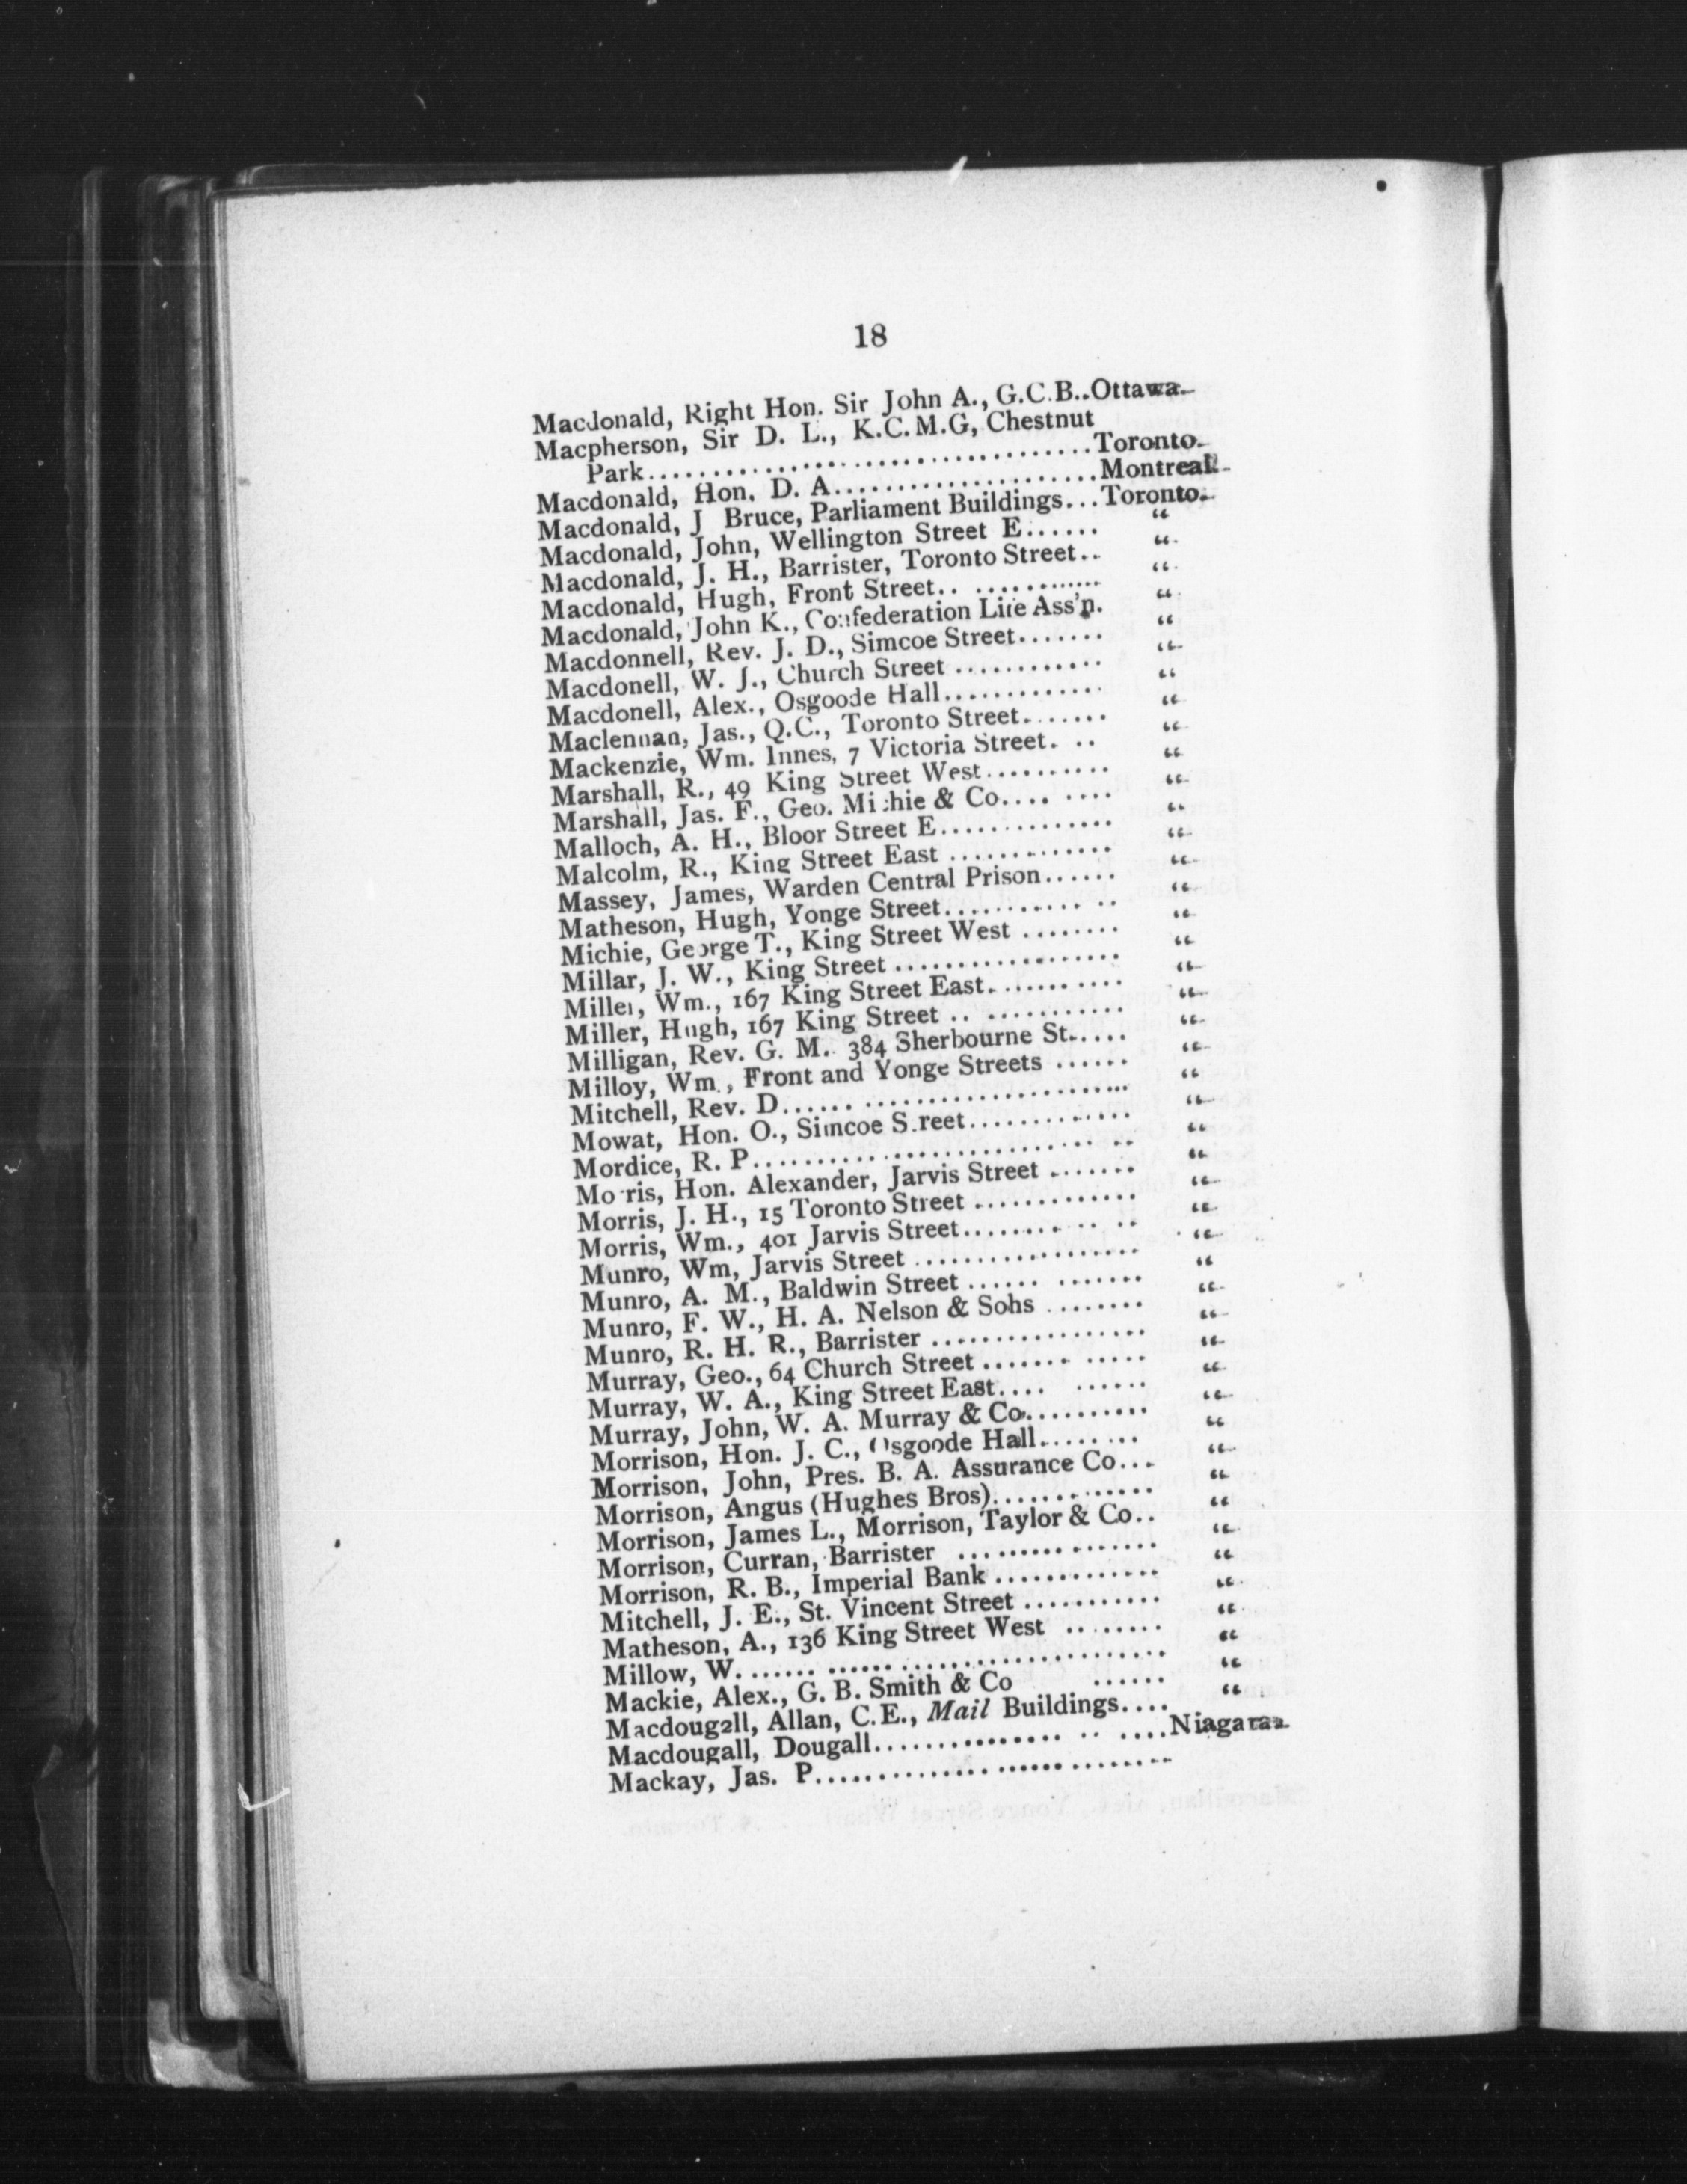 18
Macdonald, Right Hon. Sir John A., G.C.B..Ottawa.
Macpherson, Sir D. L., K.C.M.G, Chestnut
Park....................................Toronto.
Macdonald, Hon. D. A......................Montreal.
Macdonald, J Bruce, Parliament Buildings...Toronto.
Macdonald, John, Wellington Street E...... “
Macdonald, J. H., Barrister, Toronto Street.. “
Macdonald, Hugh, Front Street.. .......... “
Macdonald, John K., Confederation Life Ass'n. “
Macdonnell, Rev. J. D., Simcoe Street....... “
Macdonell, W. J., Church Street ............ “
Macdonell, Alex., Osgoode Hall............. “
Maclennan, Jas., Q.C., Toronto Street....... “
Mackenzie, Wm. Innes, 7 Victoria Street. .. “
Marshall, R., 49 King Street West.......... “
Marshall, Jas. F., Geo. Michie & Co.... .... “
Malloch, A. H., Bloor Street E.............. “
Malcolm, R., King Street East ............. “
Massey, James, Warden Central Prison...... “
Matheson, Hugh, Yonge Street........... .. “
Michie, George T., King Street West ........ “
Millar, J. W., King Street .................. “
Miller, Wm., 167 King Street East........... “
Miller, Hugh, 167 King Street .. ........... “
Milligan, Rev. G. M. 384 Sherbourne St..... “
Milloy, Wm., Front and Yonge Streets ...... “
Mitchell, Rev. D...... ..................... “
Mowat, Hon. O., Simcoe Street............. “
Mordice, R. P............................ .. “
Morris, Hon. Alexander, Jarvis Street ....... “
Morris, J. H., 15 Toronto Street ............. “
Morris, Wm., 401 Jarvis Street.......... .. .. “
Munro, Wm, Jarvis Street .................. “
Munro, A. M., Baldwin Street ...... ....... “
Munro, F. W., H. A. Nelson & Sons ........ “
Munro, R. H. R., Barrister ................. “
Murray, Geo., 64 Church Street ....... ..... “
Murray, W. A., King Street East.... ...... “
Murray, John, W. A. Murray & Co.......... “
Morrison, Hon. J. C., Osgoode Hall........ “
Morrison, John, Pres. B. A. Assurance Co... “
Morrison, Angus (Hughes Bros)............. “
Morrison, James L., Morrison, Taylor & Co.. “
Morrison, Curran, Barrister ................ “
Morrison, R. B., Imperial Bank ............. “
Mitchell, J. E., St. Vincent Street ........... “
Matheson, A., 136 King Street West ........ “
Millow, W....... ...... ..................... “
Mackie, Alex., G. B. Smith & Co ...... “
Macdougall, Allan, C.E., Mail Buildings.... “
Macdougall, Dougall............... .. ....Niagara.
Mackay, Jas. P.............. ...... ........